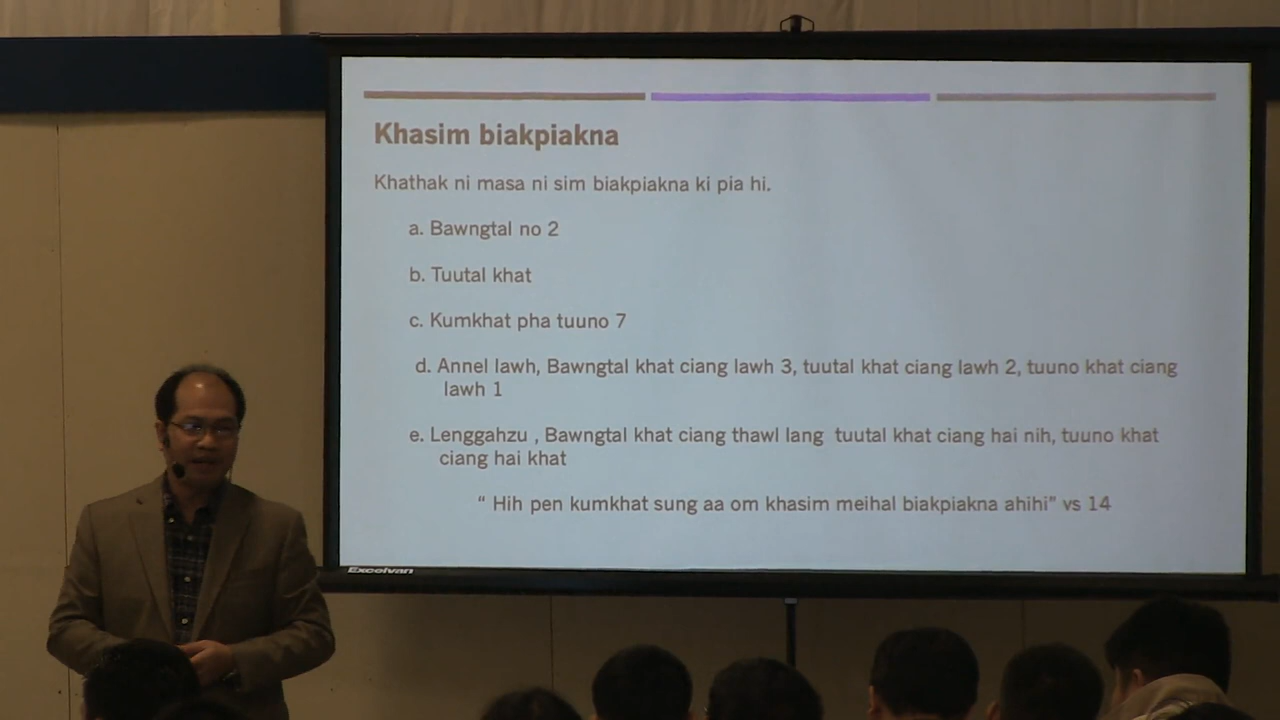 Khasim biakpiakna
Khathak ni masa ni sim biakpiakna ki pia hi.
a. Bawngtal no 2
b. Tuutal khat
c. Kumkhat pha tuuno 7
d. Annel lawh, Bawngtal khat ciang lawh 3, tuutal khat ciang lawh 2, tuuno khat ciang
lawh 1
e. Lenggahzu , Bawngtal khat ciang thawl lang tuutal khat ciang hai nih, tuuno khat
ciang hai khat
“ Hih pen kumkhat sung aa om khasim meihal biakpiakna ahihi” vs 14
Excelvan